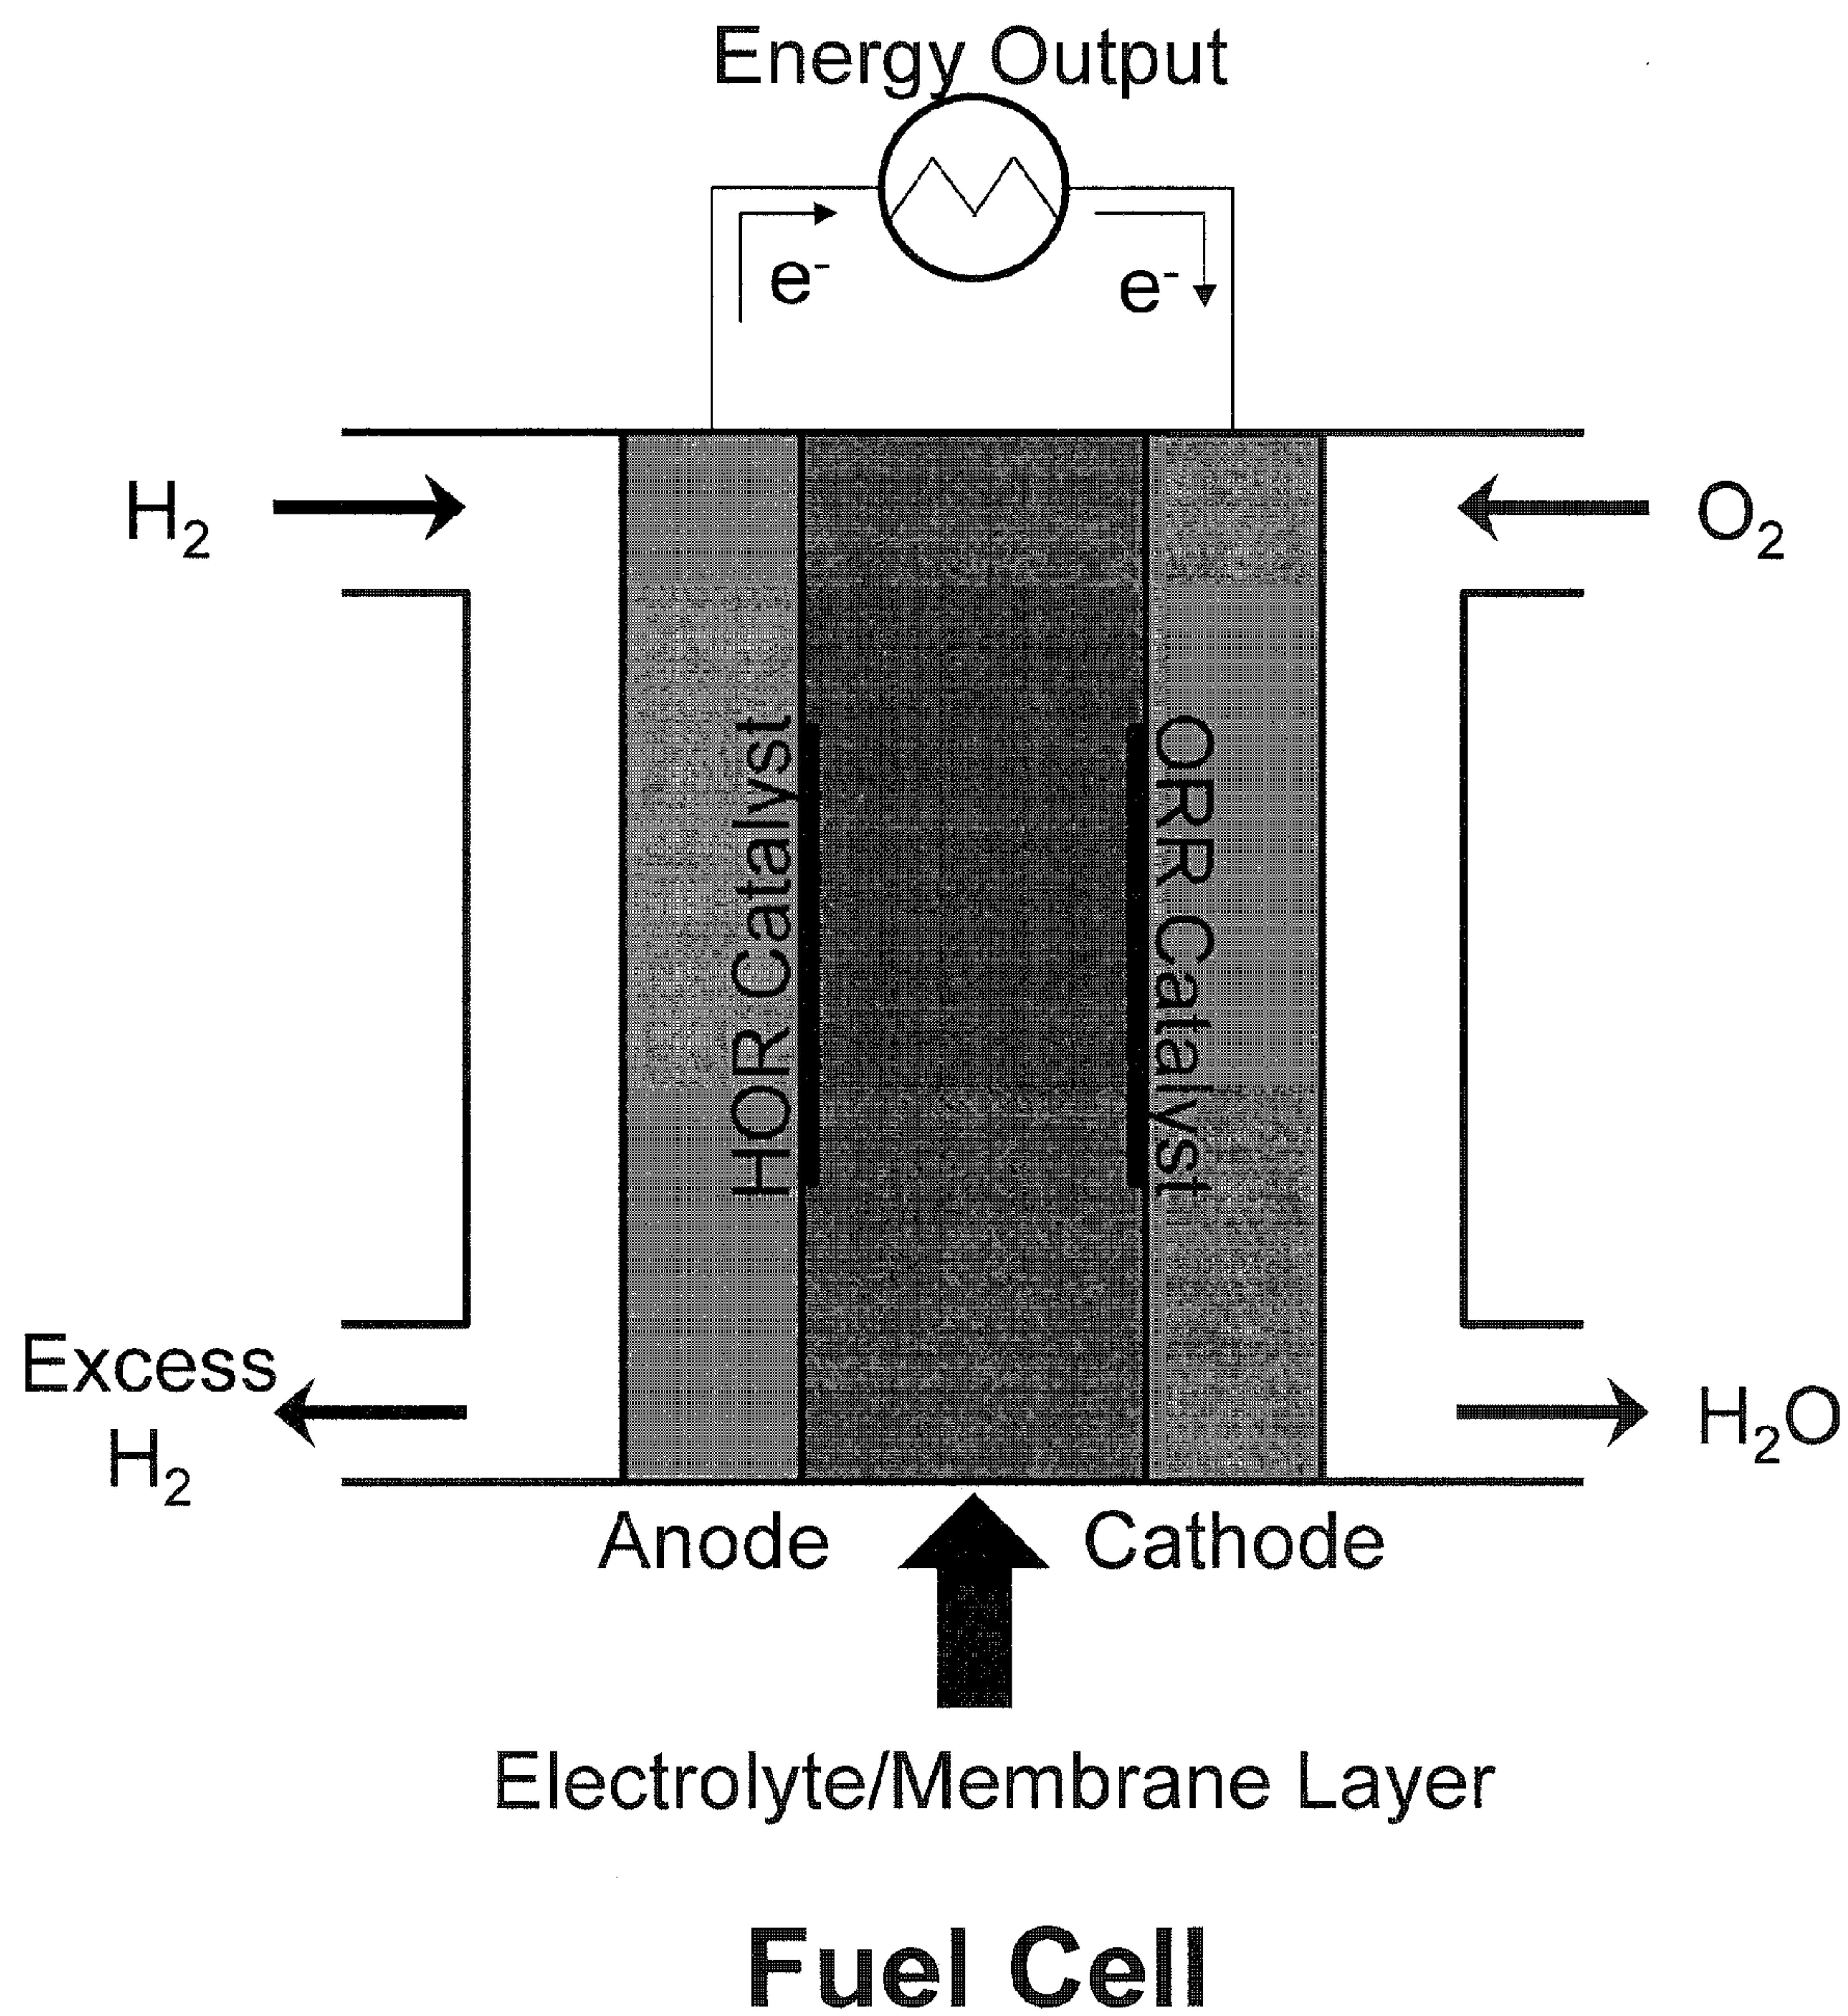 Energy Output
e-
e-
H2
O2
HOR Catalyst
ORR Catalyst
Excess
H2
H2O
Anode
Cathode
Electrolyte/Membrane Layer
Fuel Cell